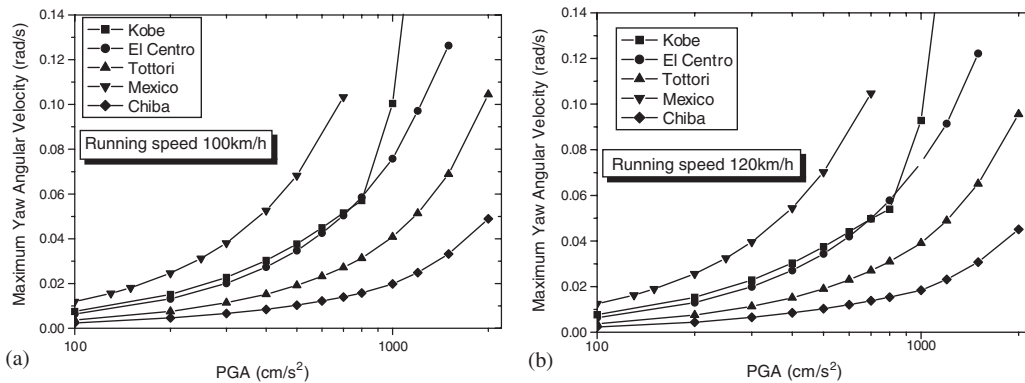 0.14
0.12
0.10
0.08
0.06
0.04
0.02
0.00
Maximum Yaw Angular Velocity (rad/s)
Kobe
El Centro
Tottori
Mexico
Chiba
Running speed 100km/h
100
1000
PGA (cm/s²)
(a)
0.14
0.12
0.10
0.08
0.06
0.04
0.02
0.00
Maximum Yaw Angular Velocity (rad/s)
Kobe
El Centro
Tottori
Mexico
Chiba
Running speed 120km/h
100
1000
PGA (cm/s²)
(b)